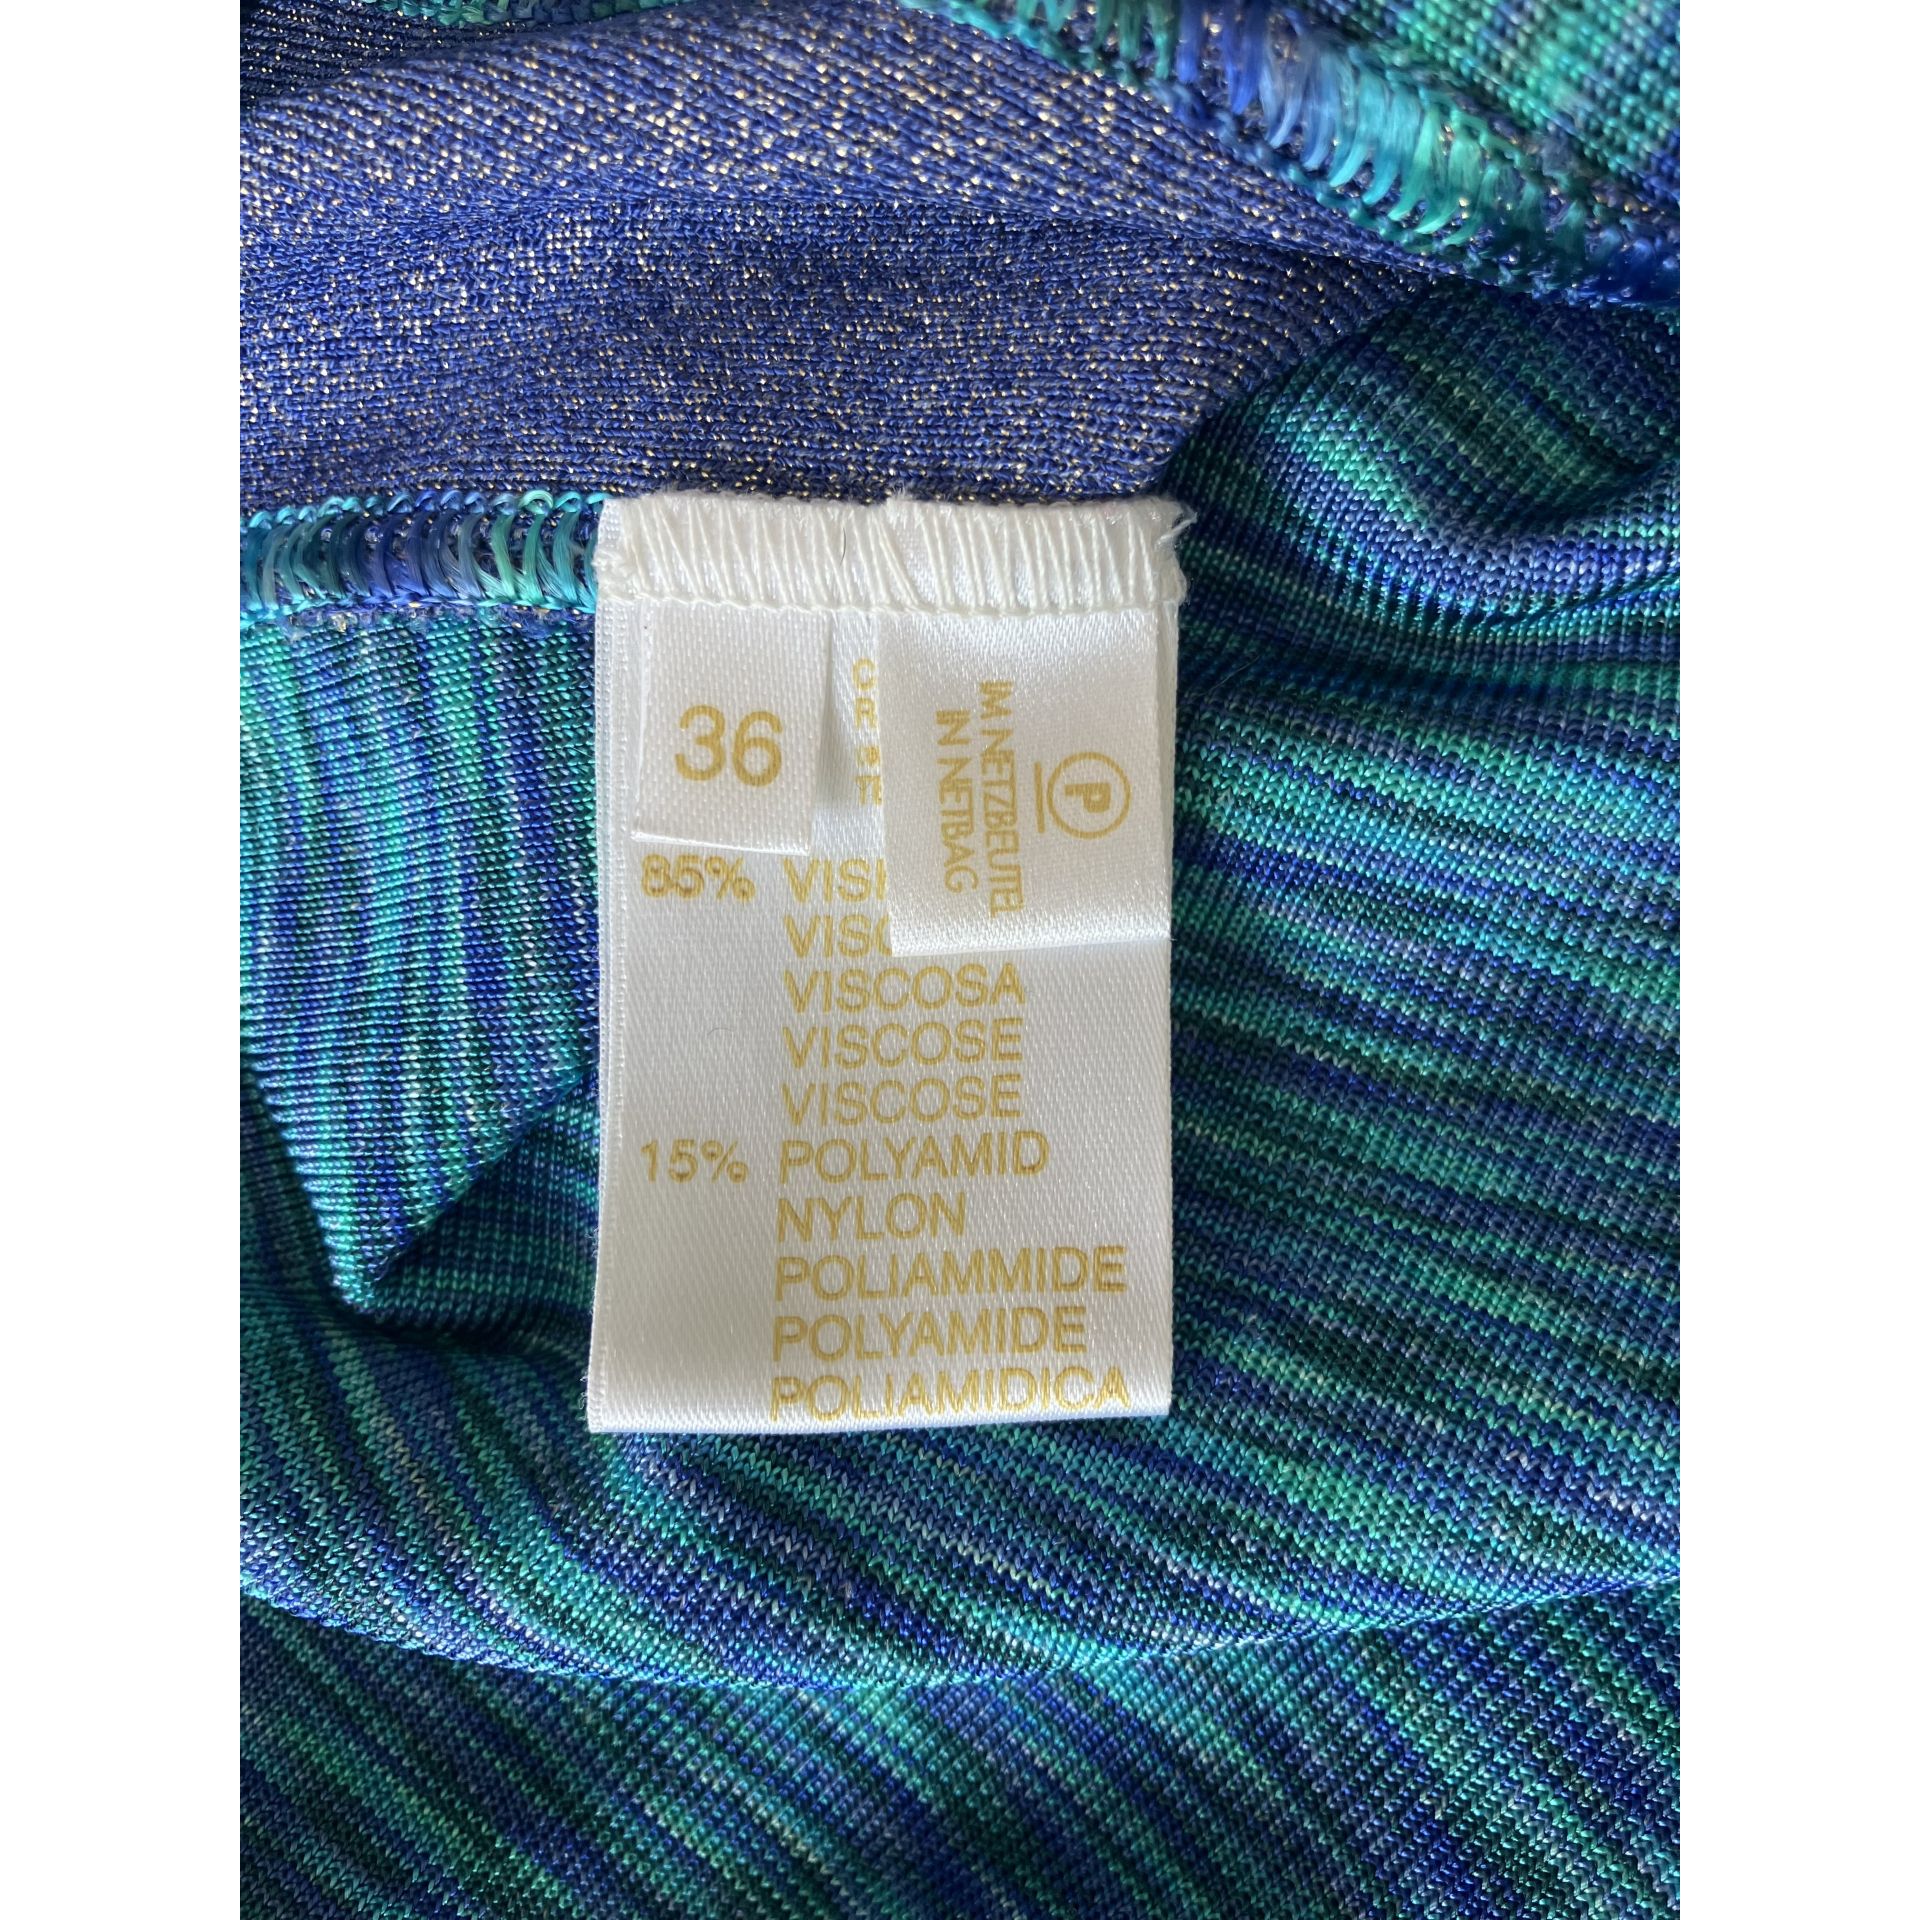 36
P
IM NETZBEUTEL
IN NETBAG
85%
VISCOSA
VISCOSE
VISCOSE
15% POLYAMID
NYLON
POLIAMMIDE
POLYAMIDE
POLIAMIDICA